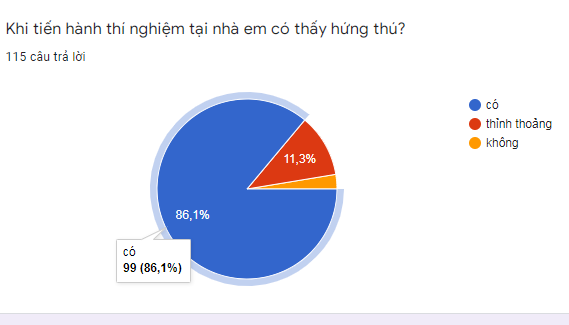 Khi tiến hành thí nghiệm tại nhà em có thấy hứng thú?
115 câu trả lời
có
thỉnh thoảng
không
11,3%
86,1%
có
99 (86,1%)